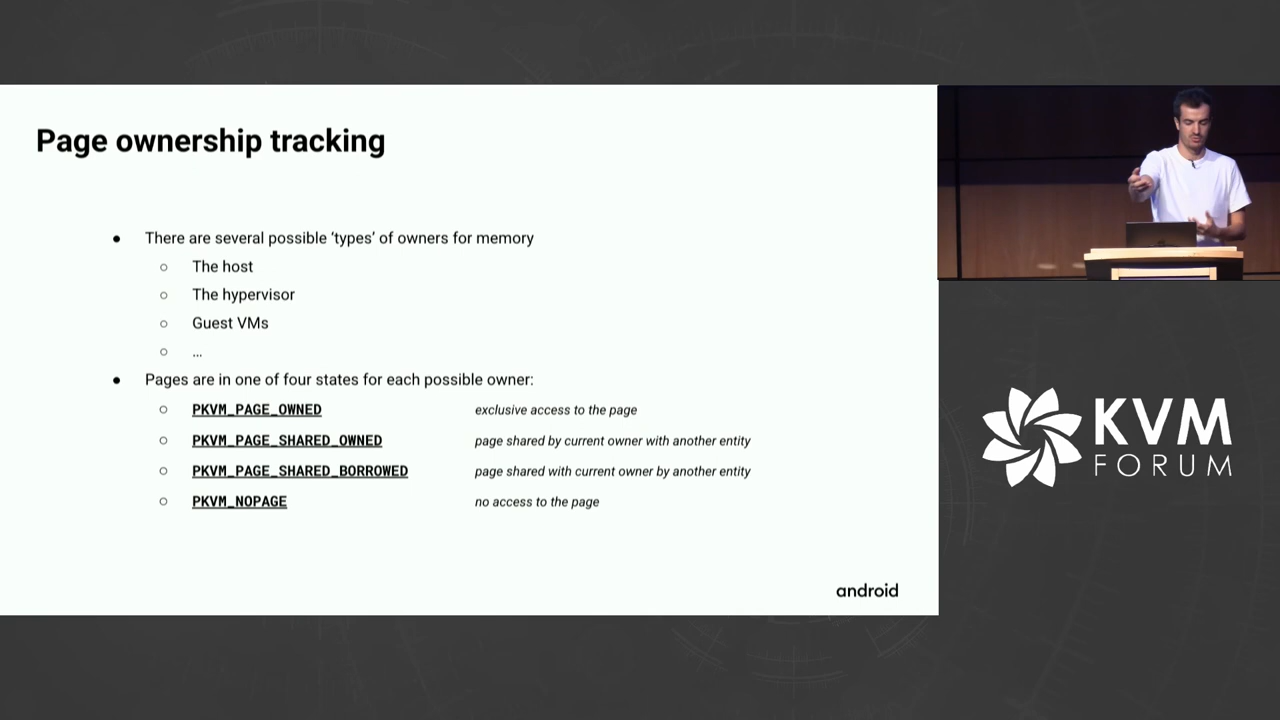 Page ownership tracking
● There are several possible ‘types’ of owners for memory
○ The host
○ The hypervisor
○ Guest VMs
○ ...
● Pages are in one of four states for each possible owner:
○ PKVM_PAGE_OWNED exclusive access to the page
○ PKVM_PAGE_SHARED_OWNED page shared by current owner with another entity
○ PKVM_PAGE_SHARED_BORROWED page shared with current owner by another entity
○ PKVM_NOPAGE no access to the page
android
KVM
FORUM